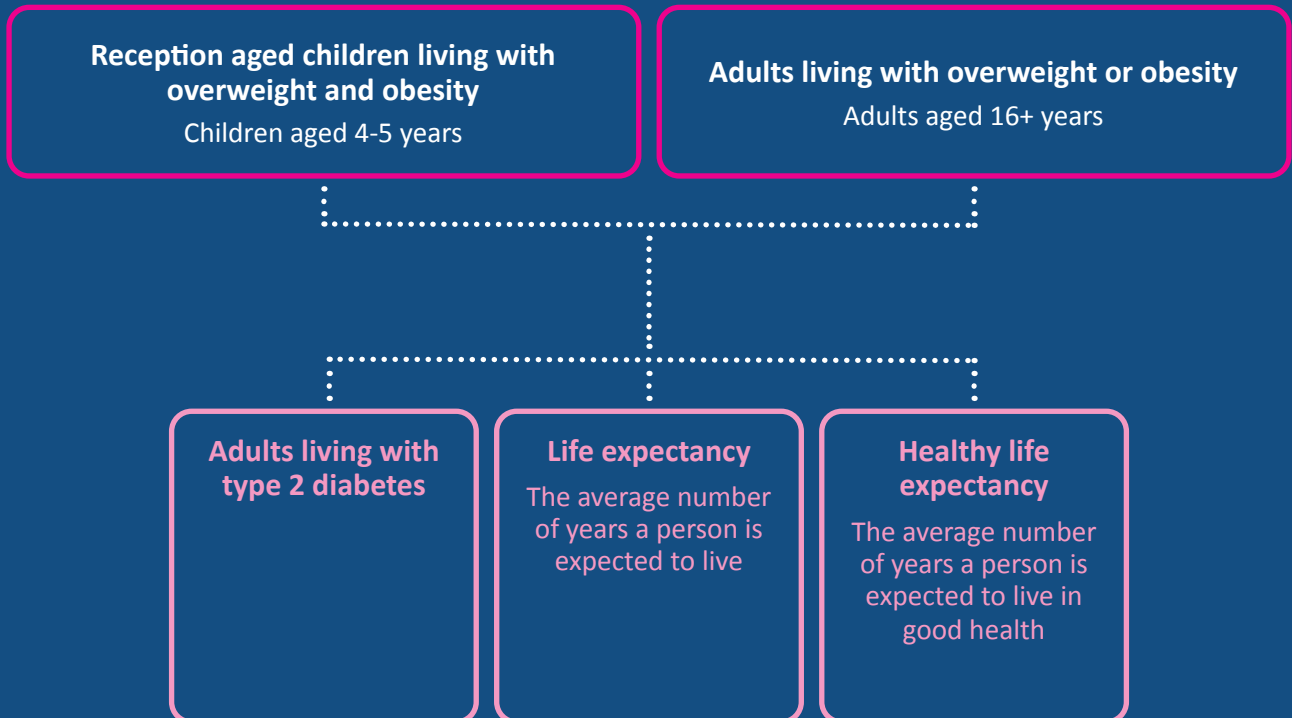 Reception aged children living with
overweight and obesity
Children aged 4-5 years
Adults living with overweight or obesity
Adults aged 16+ years
Adults living with
type 2 diabetes
Life expectancy
The average number
of years a person is
expected to live
Healthy life
expectancy
The average number
of years a person is
expected to live in
good health